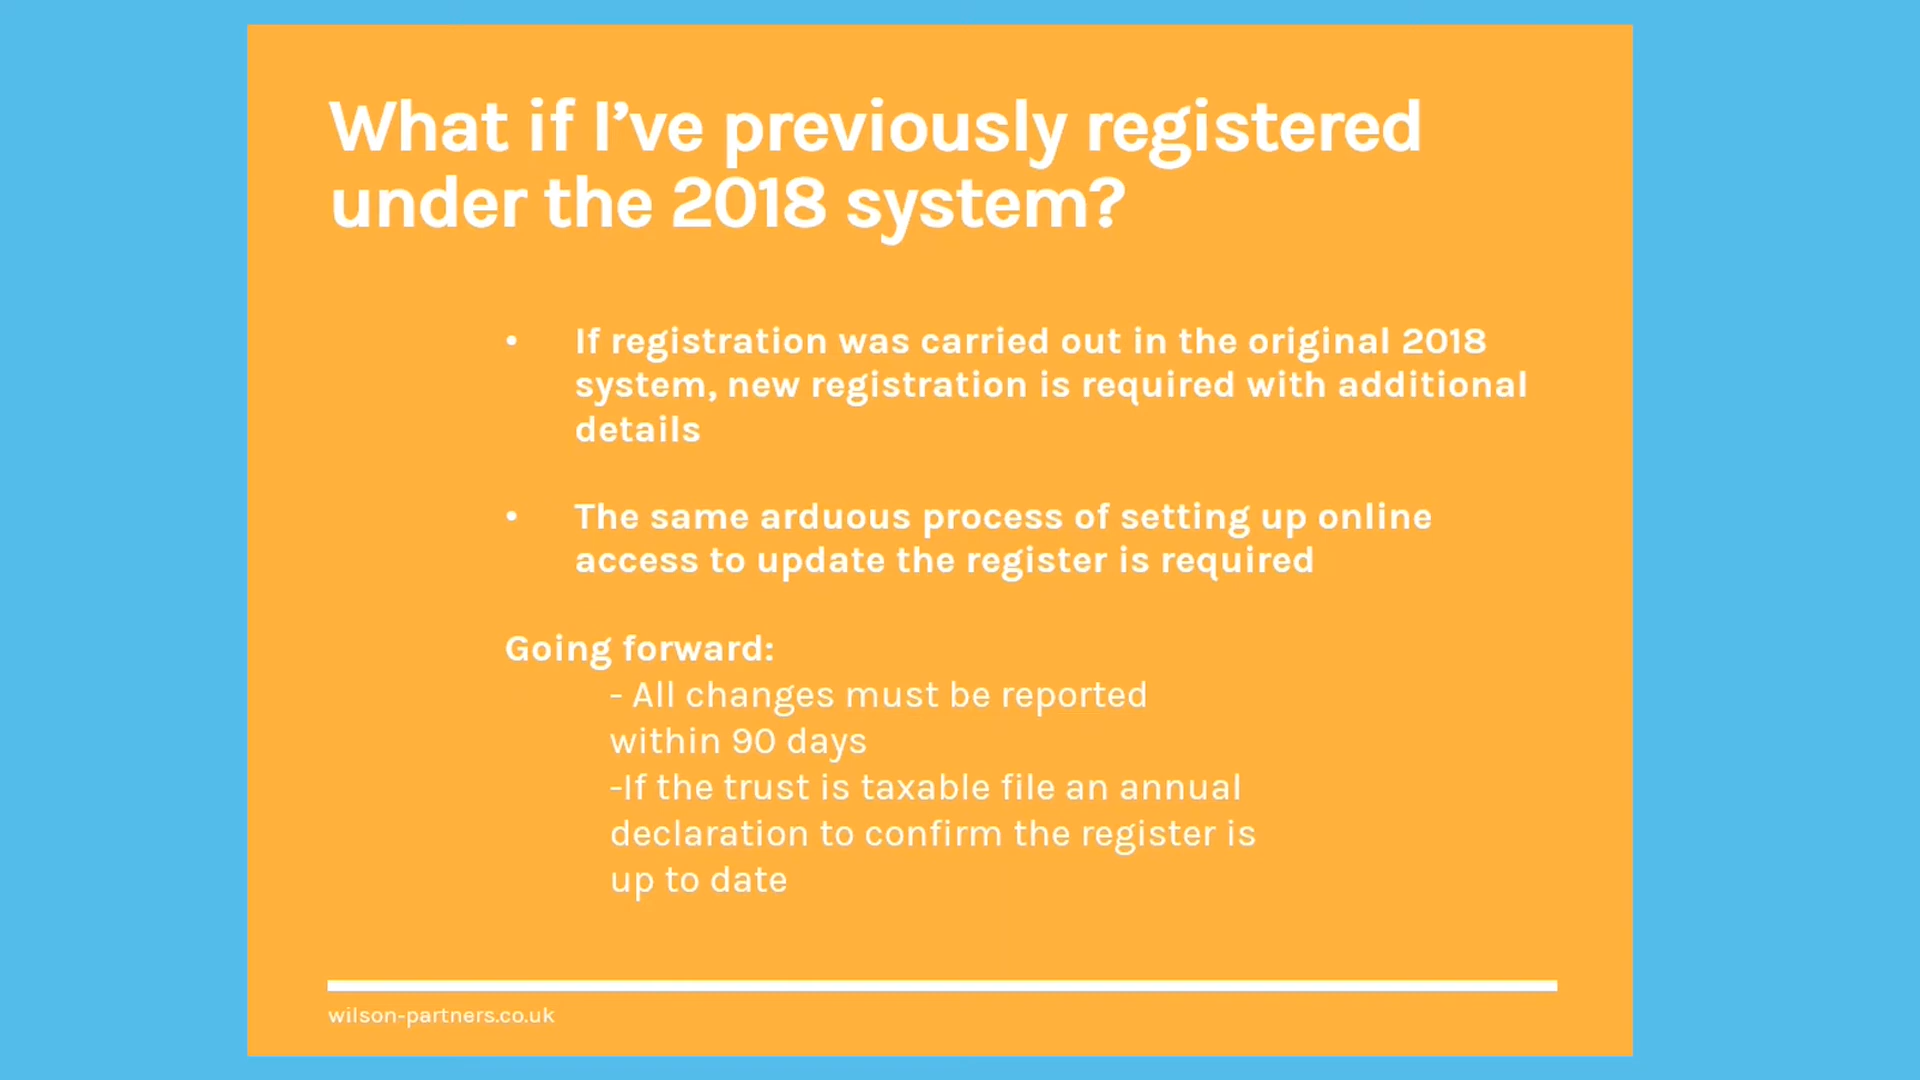 What if I’ve previously registered
under the 2018 system?
• If registration was carried out in the original 2018
system, new registration is required with additional
details
• The same arduous process of setting up online
access to update the register is required
Going forward:
- All changes must be reported
within 90 days
-If the trust is taxable file an annual
declaration to confirm the register is
up to date
wilson-partners.co.uk